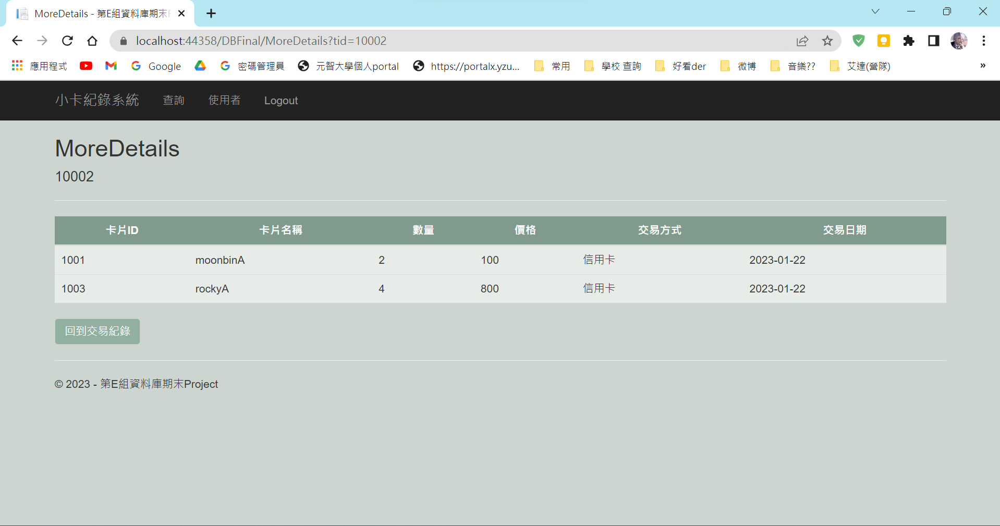 MoreDetails - 第E組資料庫期末
localhost:44358/DBFinal/MoreDetails?tid=10002
應用程式 Google 密碼管理員 元智大學個人portal https://portalx.yzu... 常用 學校 查詢 好看der 微博 音樂?? 艾達(營隊) »
小卡紀錄系統 查詢 使用者 Logout
MoreDetails
10002
卡片ID 卡片名稱 數量 價格 交易方式 交易日期
1001 moonbinA 2 100 信用卡 2023-01-22
1003 rockyA 4 800 信用卡 2023-01-22
回到交易紀錄
© 2023 - 第E組資料庫期末Project